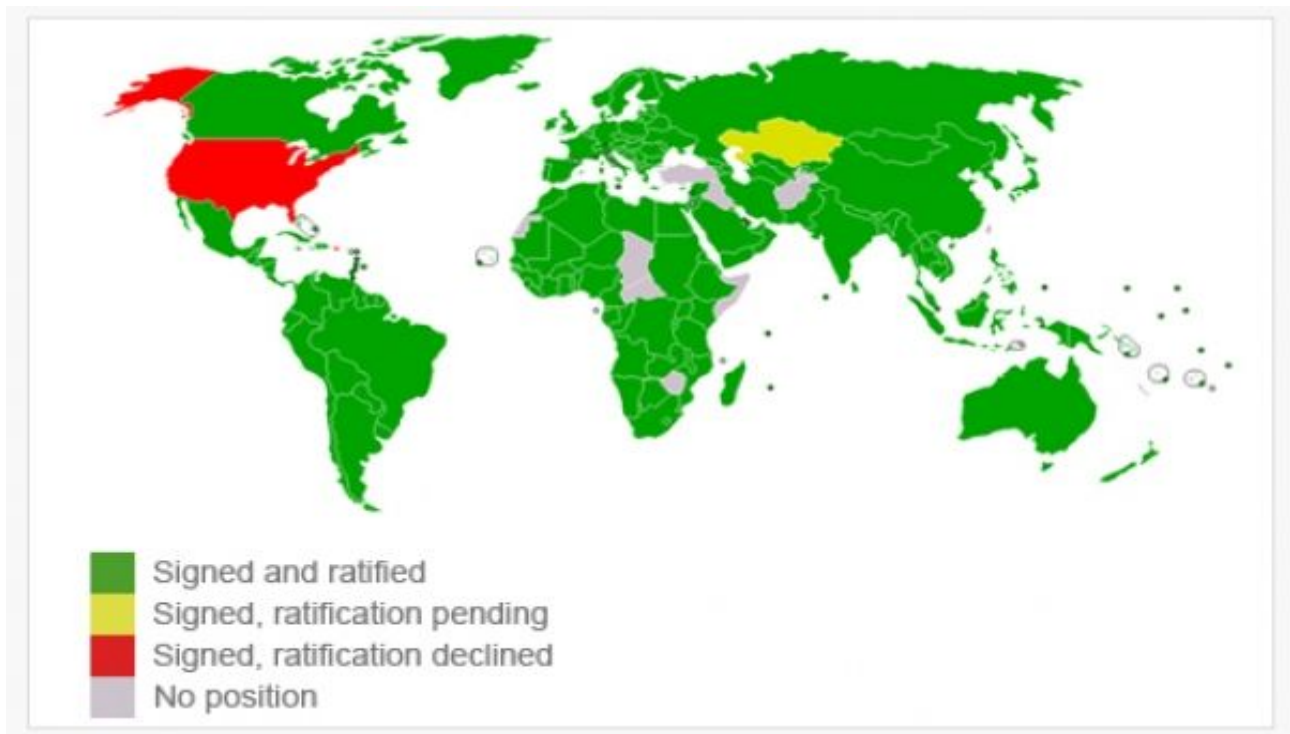 Signed and ratified
Signed, ratification pending
Signed, ratification declined
No position